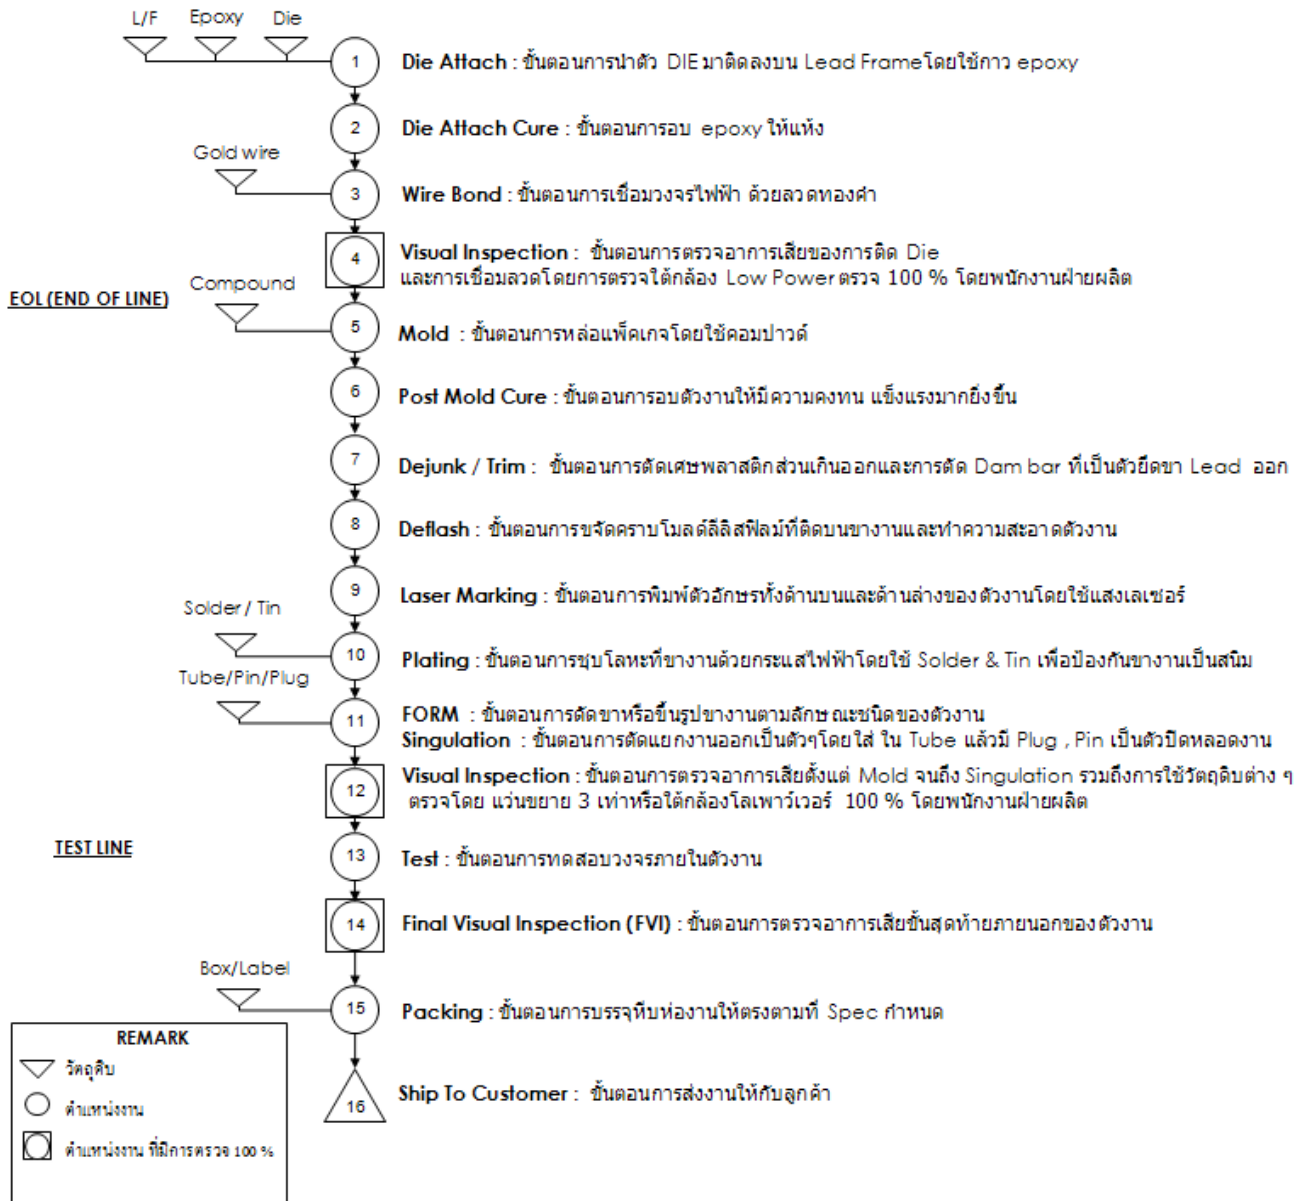 L/F Epoxy Die
1 Die Attach : ขั้นตอนการนำตัว DIE มาติดลงบน Lead Frame โดยใช้กาว epoxy
2 Die Attach Cure : ขั้นตอนการอบ epoxy ให้แห้ง
Gold wire
3 Wire Bond : ขั้นตอนการเชื่อมวงจรไฟฟ้า ด้วยลวดทองคำ
4 Visual Inspection : ขั้นตอนการตรวจอาการเสียของการติด Die
และการเชื่อมลวดโดยการตรวจใต้กล้อง Low Power ตรวจ 100 % โดยพนักงานฝ่ายผลิต
Compound
EOL (END OF LINE)
5 Mold : ขั้นตอนการหล่อแพ็คเกจโดยใช้คอมปาวด์
6 Post Mold Cure : ขั้นตอนการอบตัวงานให้มีความคงทน แข็งแรงมากยิ่งขึ้น
7 Dejunk / Trim : ขั้นตอนการตัดเศษพลาสติกส่วนเกินออกและการตัด Dam bar ที่เป็นตัวยึดขา Lead ออก
8 Deflash : ขั้นตอนการขจัดคราบโมลด์ลีลิสฟิลม์ที่ติดบนขางานและทำความสะอาดตัวงาน
9 Laser Marking : ขั้นตอนการพิมพ์ตัวอักษรทั้งด้านบนและด้านล่างของตัวงานโดยใช้แสงเลเซอร์
Solder / Tin
10 Plating : ขั้นตอนการชุบโลหะที่ขางานด้วยกระแสไฟฟ้าโดยใช้ Solder & Tin เพื่อป้องกันขางานเป็นสนิม
Tube/Pin/Plug
11 FORM : ขั้นตอนการดัดขาหรือขึ้นรูปขางานตามลักษณะชนิดของตัวงาน
Singulation : ขั้นตอนการตัดแยกงานออกเป็นตัวๆโดยใส่ ใน Tube แล้วมี Plug , Pin เป็นตัวปิดหลอดงาน
12 Visual Inspection : ขั้นตอนการตรวจอาการเสียตั้งแต่ Mold จนถึง Singulation รวมถึงการใช้วัตถุดิบต่าง ๆ
ตรวจโดย แว่นขยาย 3 เท่าหรือใต้กล้องโลเพาว์เวอร์ 100 % โดยพนักงานฝ่ายผลิต
TEST LINE
13 Test : ขั้นตอนการทดสอบวงจรภายในตัวงาน
14 Final Visual Inspection (FVI) : ขั้นตอนการตรวจอาการเสียขั้นสุดท้ายภายนอกของตัวงาน
Box/Label
15 Packing : ขั้นตอนการบรรจุหีบห่องานให้ตรงตามที่ Spec กำหนด
16 Ship To Customer : ขั้นตอนการส่งงานให้กับลูกค้า
REMARK
วัตถุดิบ
ตำแหน่งงาน
ตำแหน่งงาน ที่มีการตรวจ 100 %